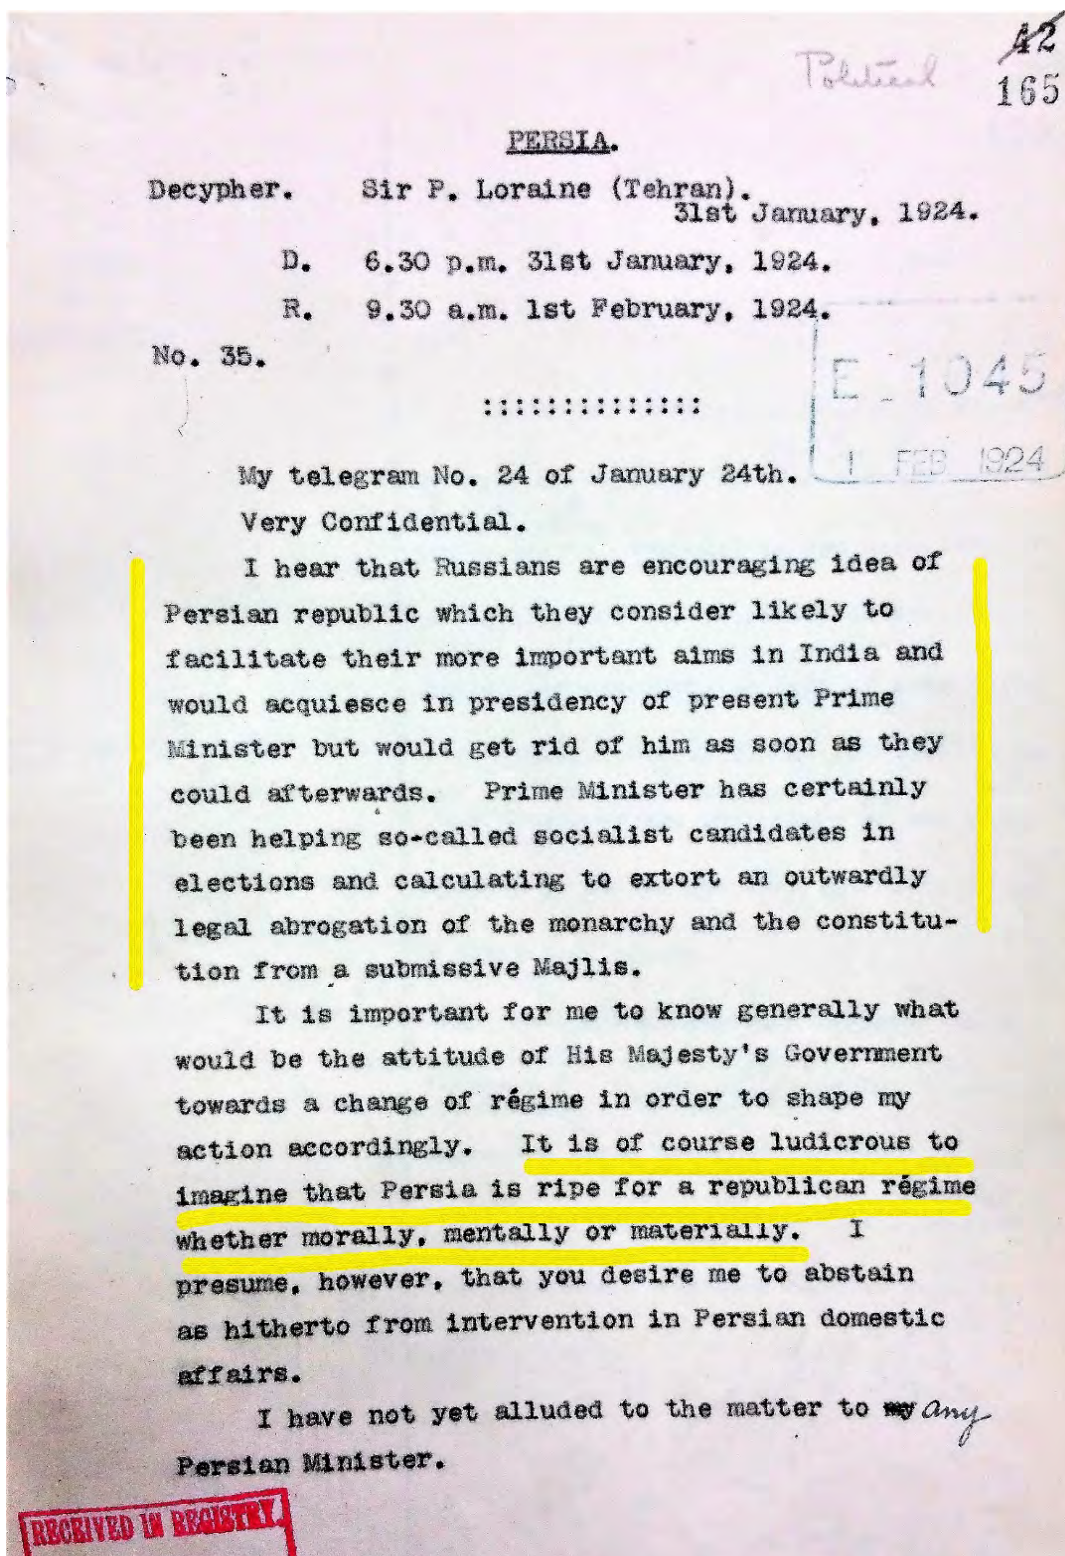 42
Political
165
PERSIA.
Decypher. Sir P. Loraine (Tehran).
31st January, 1924.
D. 6.30 p.m. 31st January, 1924.
R. 9.30 a.m. 1st February, 1924.
No. 35.
E 1045
::::::::::::::
1 FEB 1924
My telegram No. 24 of January 24th.
Very Confidential.
I hear that Russians are encouraging idea of
Persian republic which they consider likely to
facilitate their more important aims in India and
would acquiesce in presidency of present Prime
Minister but would get rid of him as soon as they
could afterwards. Prime Minister has certainly
been helping so-called socialist candidates in
elections and calculating to extort an outwardly
legal abrogation of the monarchy and the constitu-
tion from a submissive Majlis.
It is important for me to know generally what
would be the attitude of His Majesty's Government
towards a change of régime in order to shape my
action accordingly. It is of course ludicrous to
imagine that Persia is ripe for a republican régime
whether morally, mentally or materially. I
presume, however, that you desire me to abstain
as hitherto from intervention in Persian domestic
affairs.
I have not yet alluded to the matter to my any
Persian Minister.
RECEIVED IN REGISTRY.